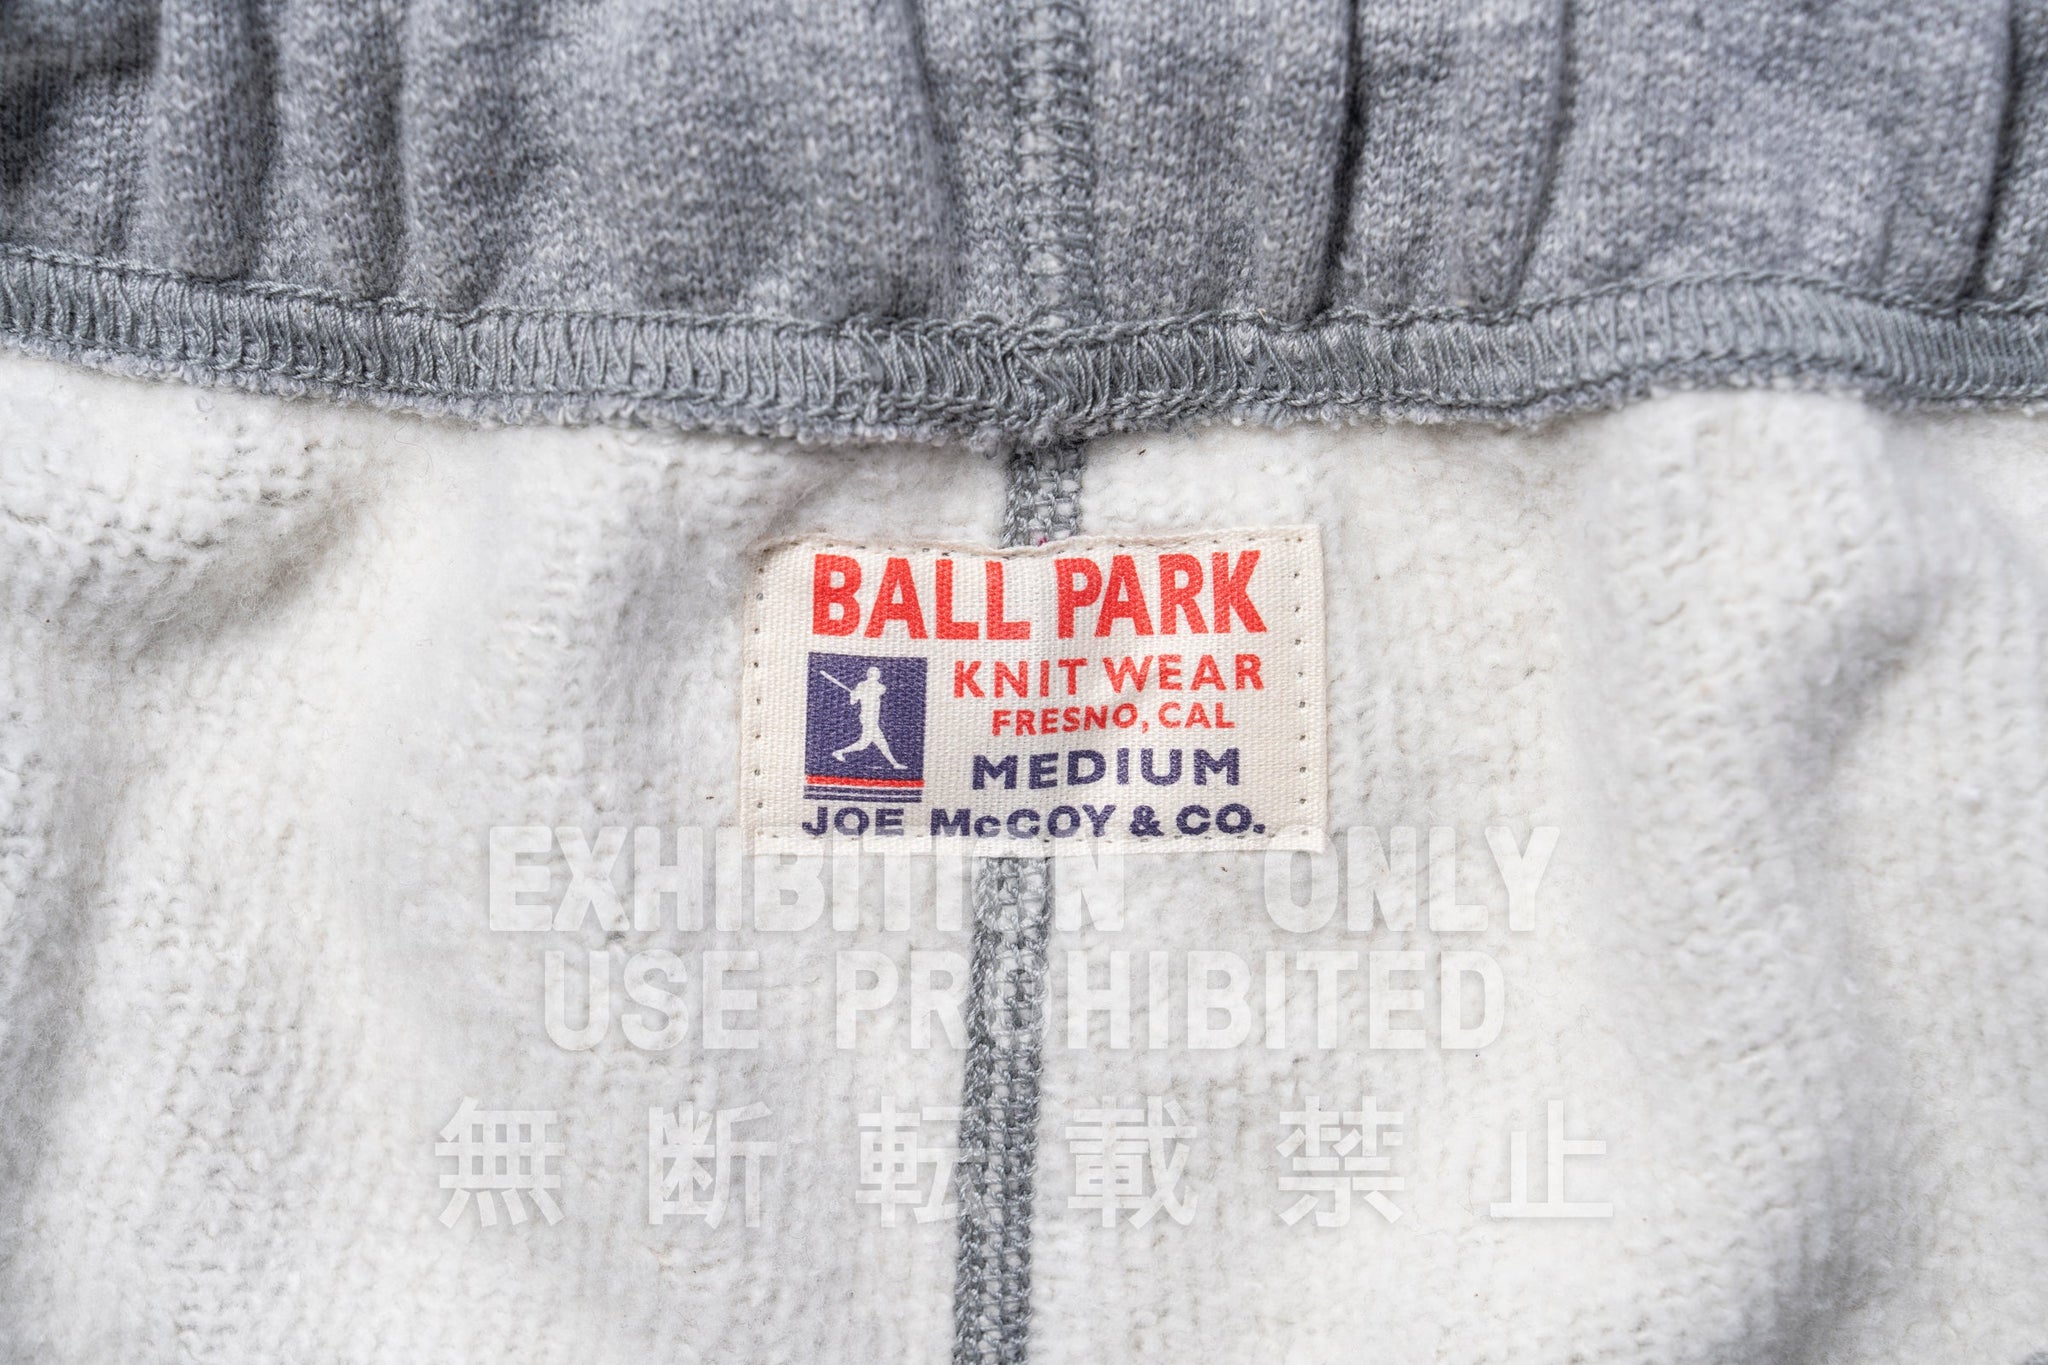 BALL PARK
KNIT WEAR
FRESNO, CAL
MEDIUM
JOE McCOY & CO.
EXHIBITION ONLY
USE PROHIBITED
無断転載禁止